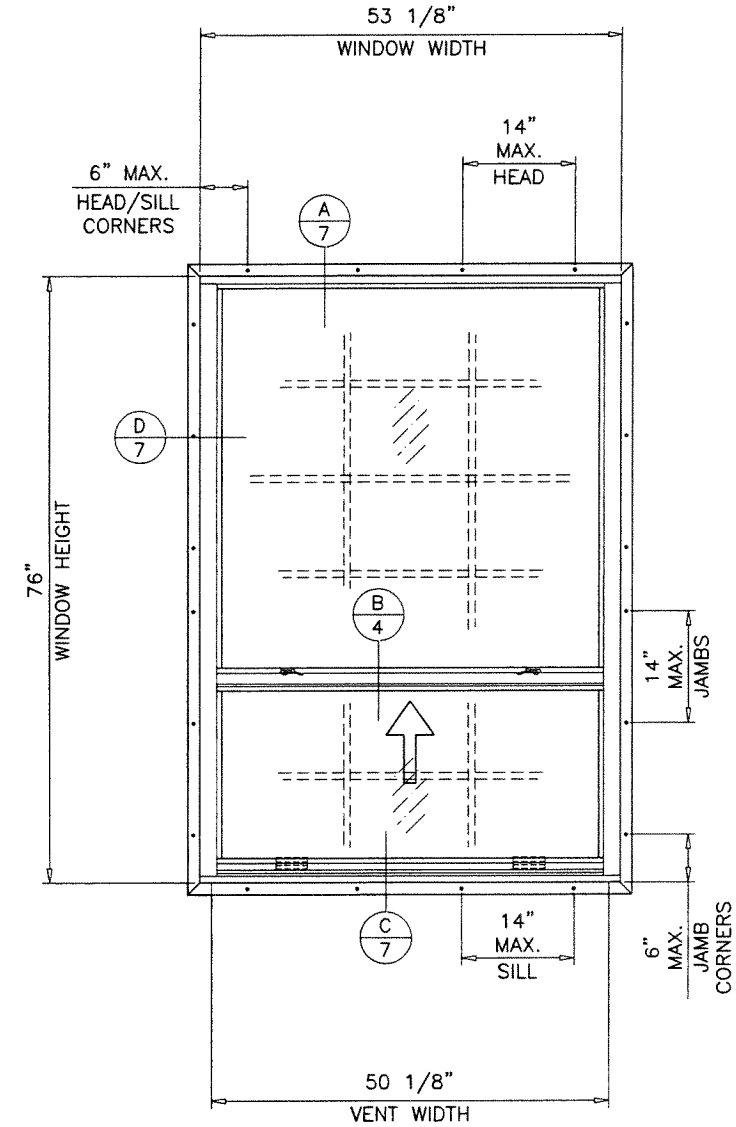 53 1/8"
WINDOW WIDTH
14"
MAX.
HEAD
6" MAX.
HEAD/SILL
CORNERS
A
7
D
7
76"
WINDOW HEIGHT
B
4
14"
MAX.
JAMBS
C
7
14"
MAX.
SILL
6"
MAX.
JAMB
CORNERS
50 1/8"
VENT WIDTH